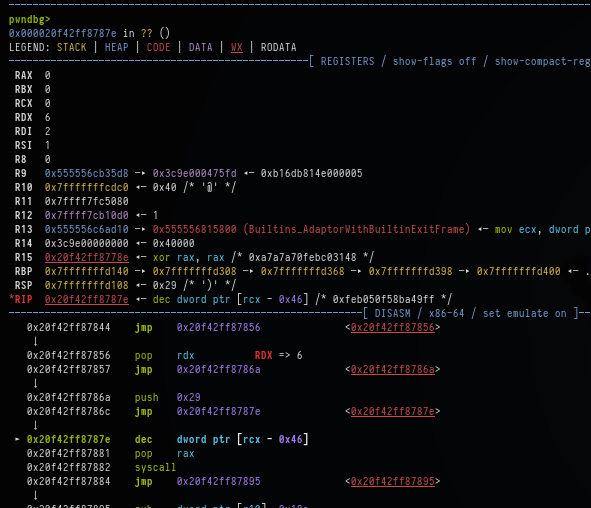 pwndbg>
0x000020f42ff8787e in ?? ()
LEGEND: STACK | HEAP | CODE | DATA | WX | RODATA
[ REGISTERS / show-flags off / show-compact-reg
RAX 0
RBX 0
RCX 0
RDX 6
RDI 2
RSI 1
R8 0
R9 0x555556cb35d8 —▸ 0x3c9e000475fd ◂— 0xb16db814e000005
R10 0x7fffffffcdc0 ◂— 0x40 /* '@' */
R11 0x7ffff7fc5080
R12 0x7ffff7cb10d0 ◂— 1
R13 0x555556c6ad10 —▸ 0x555556815800 (Builtins_AdaptorWithBuiltinExitFrame) ◂— mov ecx, dword p
R14 0x3c9e00000000 ◂— 0x40000
R15 0x20f42ff8778e ◂— xor rax, rax /* 0xa7a7a70febc03148 */
RBP 0x7fffffffd140 —▸ 0x7fffffffd308 —▸ 0x7fffffffd368 —▸ 0x7fffffffd398 —▸ 0x7fffffffd400 ◂— .
RSP 0x7fffffffd108 ◂— 0x29 /* ')' */
*RIP 0x20f42ff8787e ◂— dec dword ptr [rcx - 0x46] /* 0xfeb050f58ba49ff */
[ DISASM / x86-64 / set emulate on ]
0x20f42ff87844 jmp 0x20f42ff87856 <0x20f42ff87856>
↓
0x20f42ff87856 pop rdx RDX => 6
0x20f42ff87857 jmp 0x20f42ff8786a <0x20f42ff8786a>
↓
0x20f42ff8786a push 0x29
0x20f42ff8786c jmp 0x20f42ff8787e <0x20f42ff8787e>
↓
► 0x20f42ff8787e dec dword ptr [rcx - 0x46]
0x20f42ff87881 pop rax
0x20f42ff87882 syscall
0x20f42ff87884 jmp 0x20f42ff87895 <0x20f42ff87895>
↓